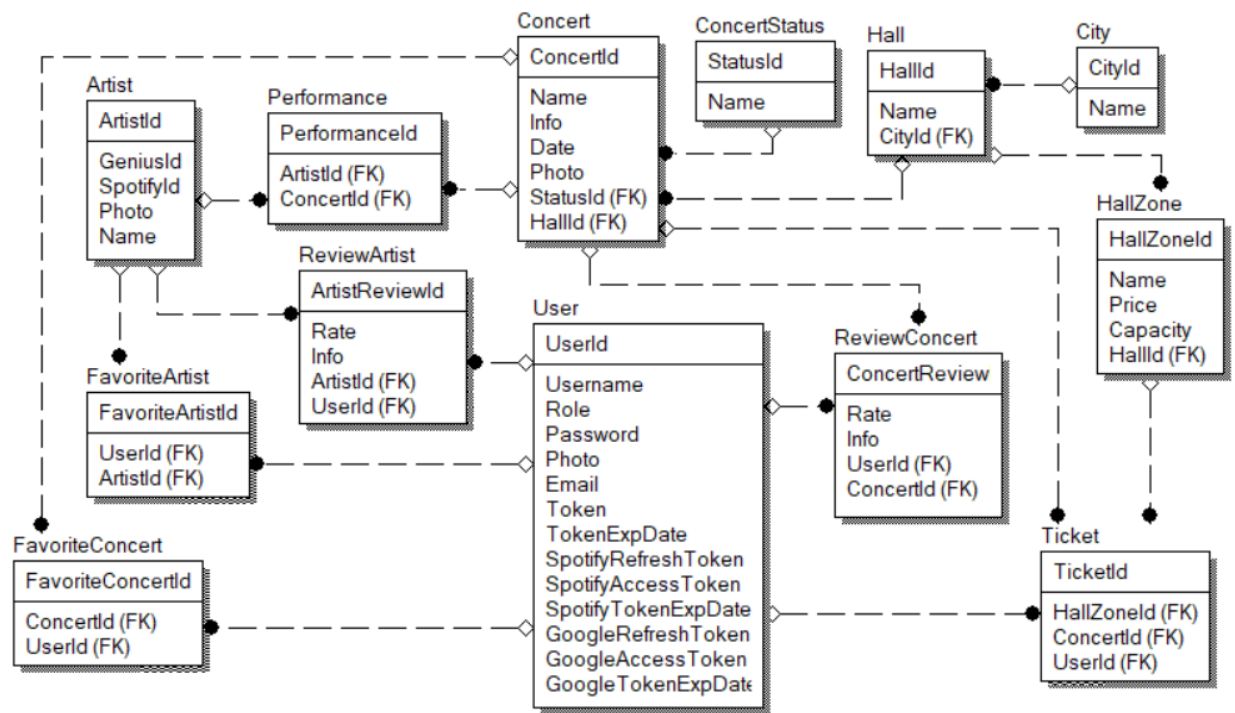 Concert
ConcertId
Name
Info
Date
Photo
StatusId (FK)
HallId (FK)
ConcertStatus
StatusId
Name
Hall
HallId
Name
CityId (FK)
City
CityId
Name
Artist
ArtistId
GeniusId
SpotifyId
Photo
Name
Performance
PerformanceId
ArtistId (FK)
ConcertId (FK)
HallZone
HallZoneId
Name
Price
Capacity
HallId (FK)
ReviewArtist
ArtistReviewId
Rate
Info
ArtistId (FK)
UserId (FK)
User
UserId
Username
Role
Password
Photo
Email
Token
TokenExpDate
SpotifyRefreshToken
SpotifyAccessToken
SpotifyTokenExpDate
GoogleRefreshToken
GoogleAccessToken
GoogleTokenExpDate
ReviewConcert
ConcertReview
Rate
Info
UserId (FK)
ConcertId (FK)
FavoriteArtist
FavoriteArtistId
UserId (FK)
ArtistId (FK)
FavoriteConcert
FavoriteConcertId
ConcertId (FK)
UserId (FK)
Ticket
TicketId
HallZoneId (FK)
ConcertId (FK)
UserId (FK)